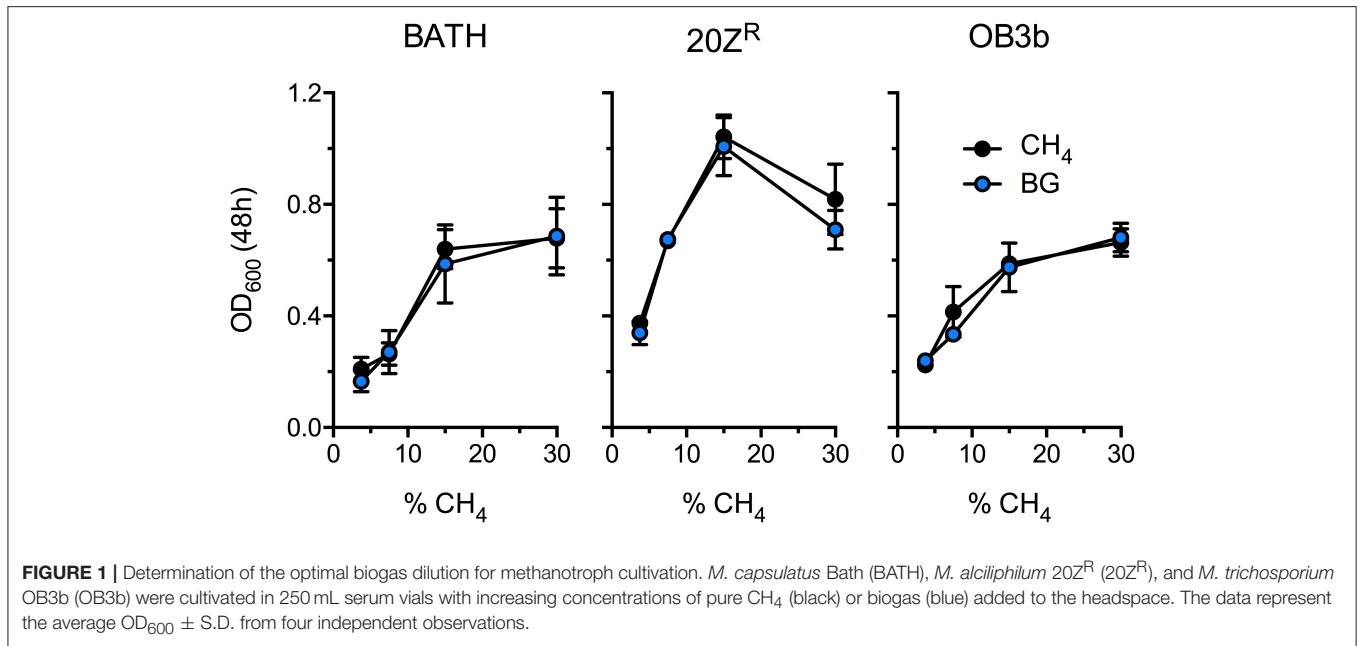 BATH
20Z^R
OB3b
OD₆₀₀ (48h)
1.2
0.8
0.4
0.0
CH₄
BG
0 10 20 30
0 10 20 30
0 10 20 30
% CH₄
% CH₄
% CH₄
FIGURE 1 | Determination of the optimal biogas dilution for methanotroph cultivation. M. capsulatus Bath (BATH), M. alciliphilum 20Z^R (20Z^R), and M. trichosporium
OB3b (OB3b) were cultivated in 250 mL serum vials with increasing concentrations of pure CH₄ (black) or biogas (blue) added to the headspace. The data represent
the average OD₆₀₀ ± S.D. from four independent observations.